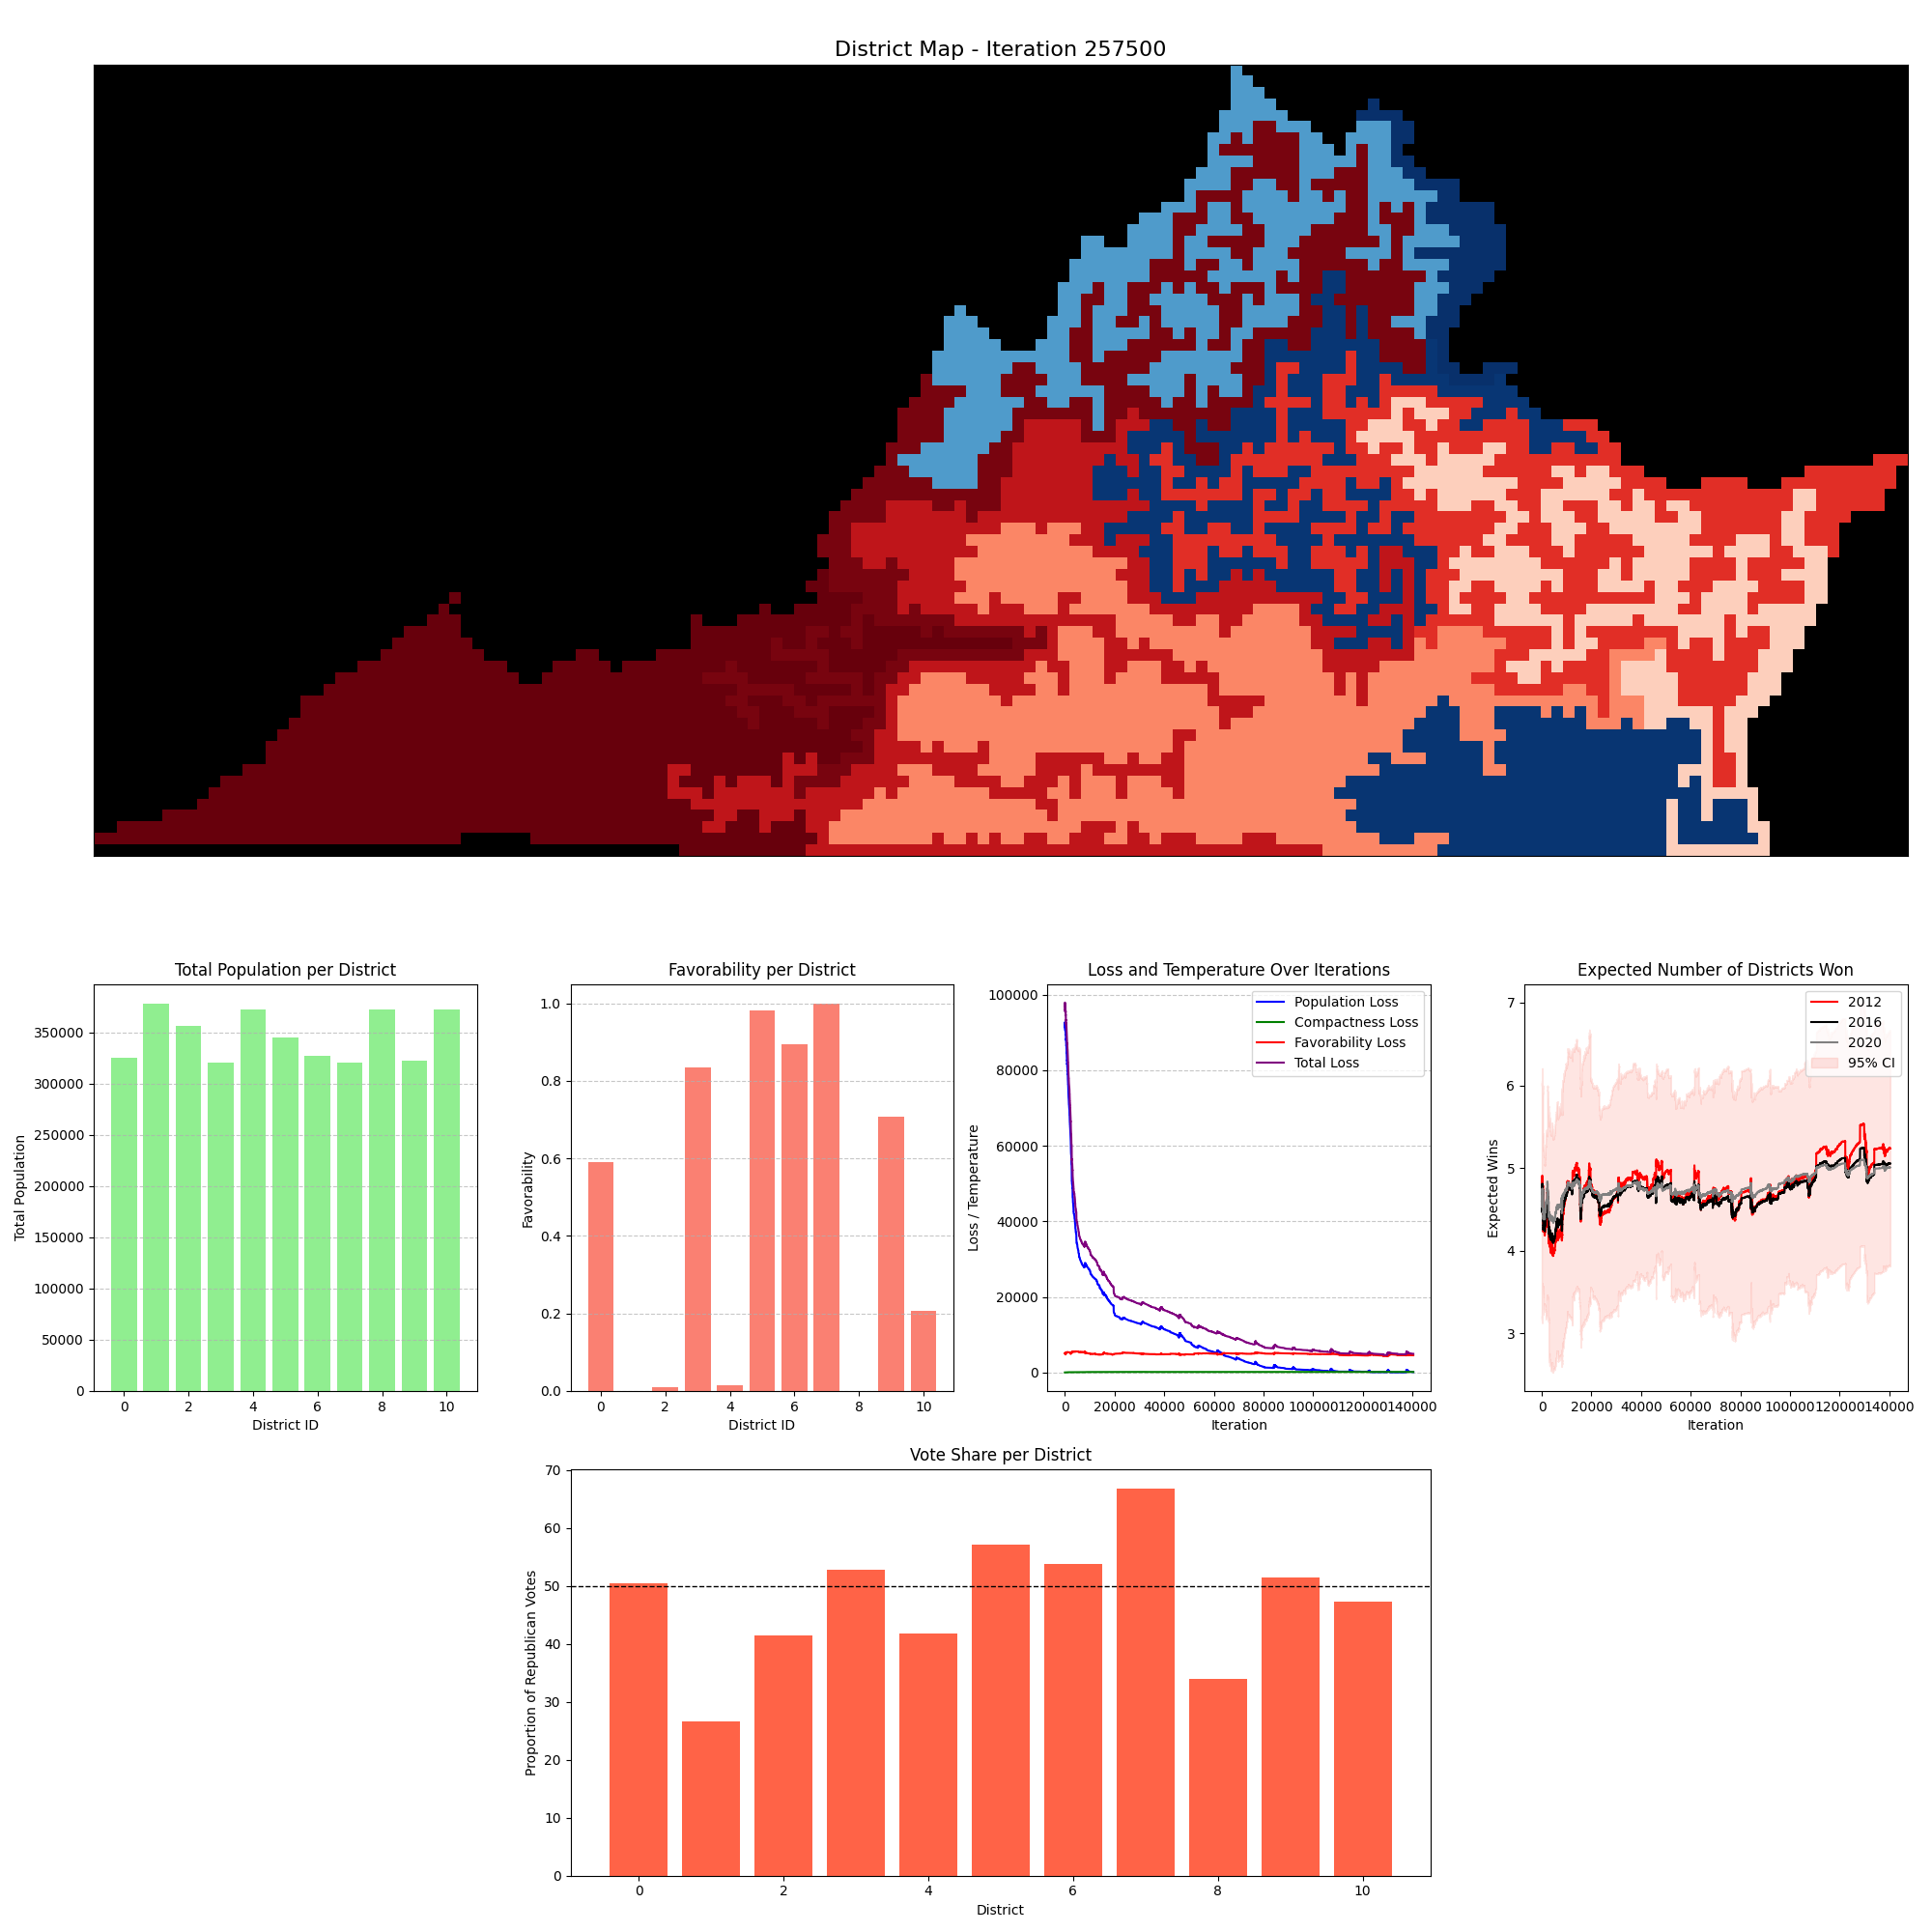 District Map - Iteration 257500
Total Population per District
Total Population
350000
300000
250000
200000
150000
100000
50000
0
0 2 4 6 8 10
District ID
Favorability per District
Favorability
1.0
0.8
0.6
0.4
0.2
0.0
0 2 4 6 8 10
District ID
Loss and Temperature Over Iterations
Loss / Temperature
100000
80000
60000
40000
20000
0
Population Loss
Compactness Loss
Favorability Loss
Total Loss
0 20000 40000 60000 80000 100000 120000 140000
Iteration
Expected Number of Districts Won
Expected Wins
7
6
5
4
3
2012
2016
2020
95% CI
0 20000 40000 60000 80000 100000 120000 140000
Iteration
Vote Share per District
Proportion of Republican Votes
70
60
50
40
30
20
10
0
0 2 4 6 8 10
District